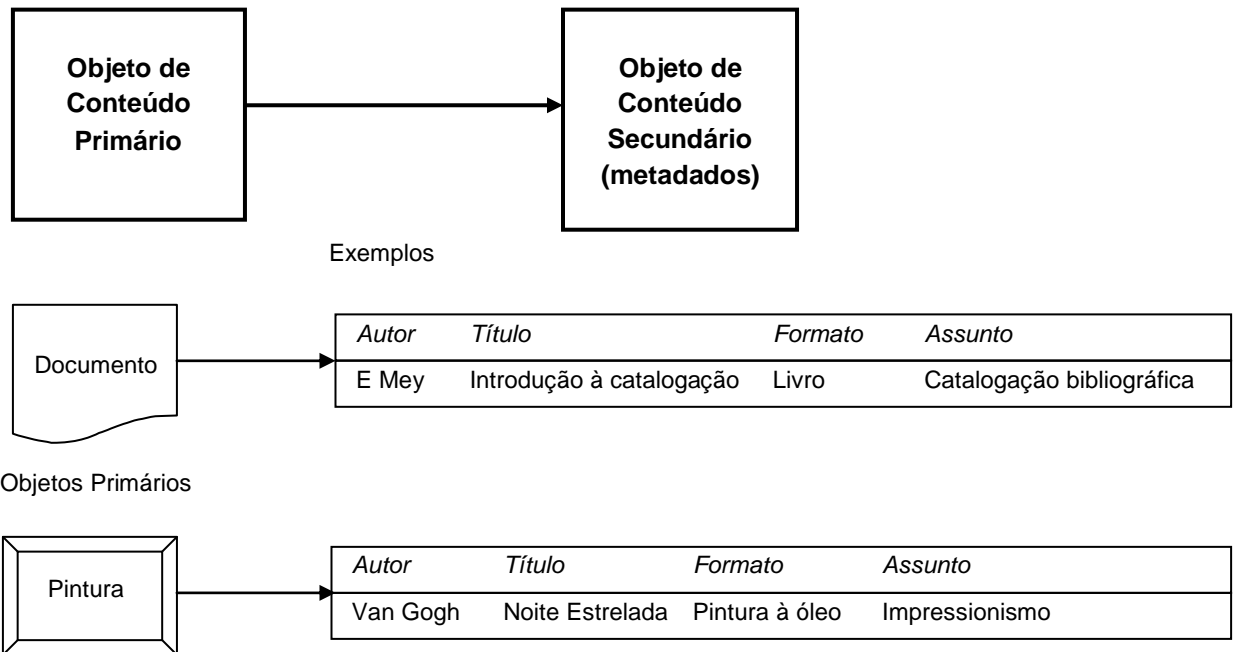 Objeto de
Conteúdo
Primário
Objeto de
Conteúdo
Secundário
(metadados)
Exemplos
Documento
Autor Título Formato Assunto
E Mey Introdução à catalogação Livro Catalogação bibliográfica
Objetos Primários
Pintura
Autor Título Formato Assunto
Van Gogh Noite Estrelada Pintura à óleo Impressionismo